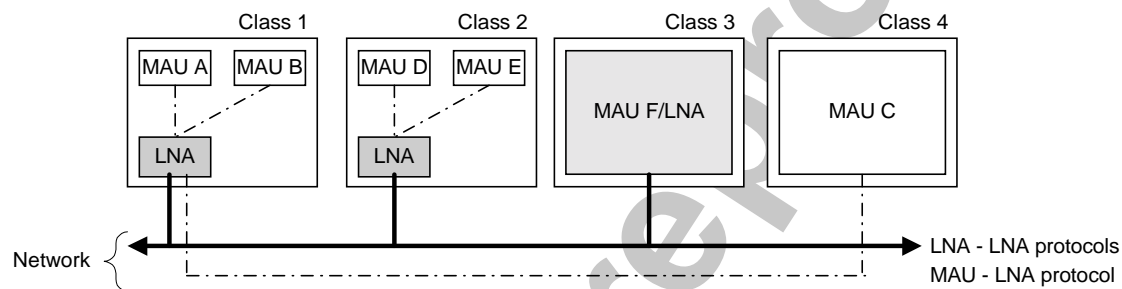 Class 1
Class 2
Class 3
Class 4
MAU A
MAU B
MAU D
MAU E
MAU F/LNA
MAU C
LNA
LNA
Network
LNA - LNA protocols
MAU - LNA protocol